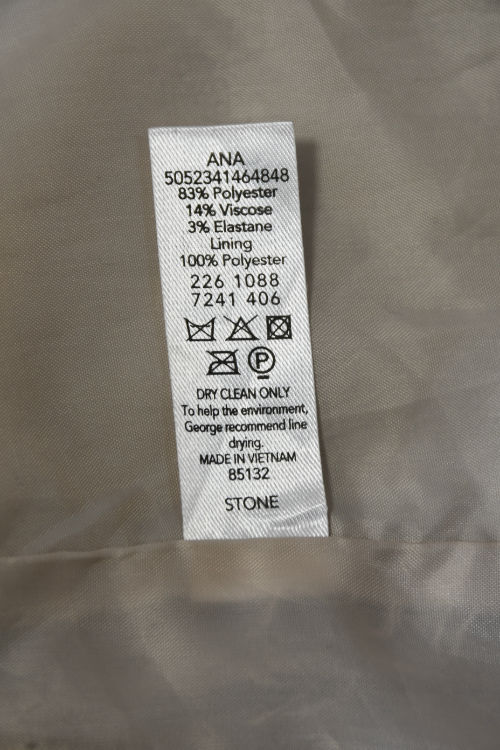 ANA
5052341464848
83% Polyester
14% Viscose
3% Elastane
Lining
100% Polyester
226 1088
7241 406
P
DRY CLEAN ONLY
To help the environment,
George recommend line
drying.
MADE IN VIETNAM
85132
STONE